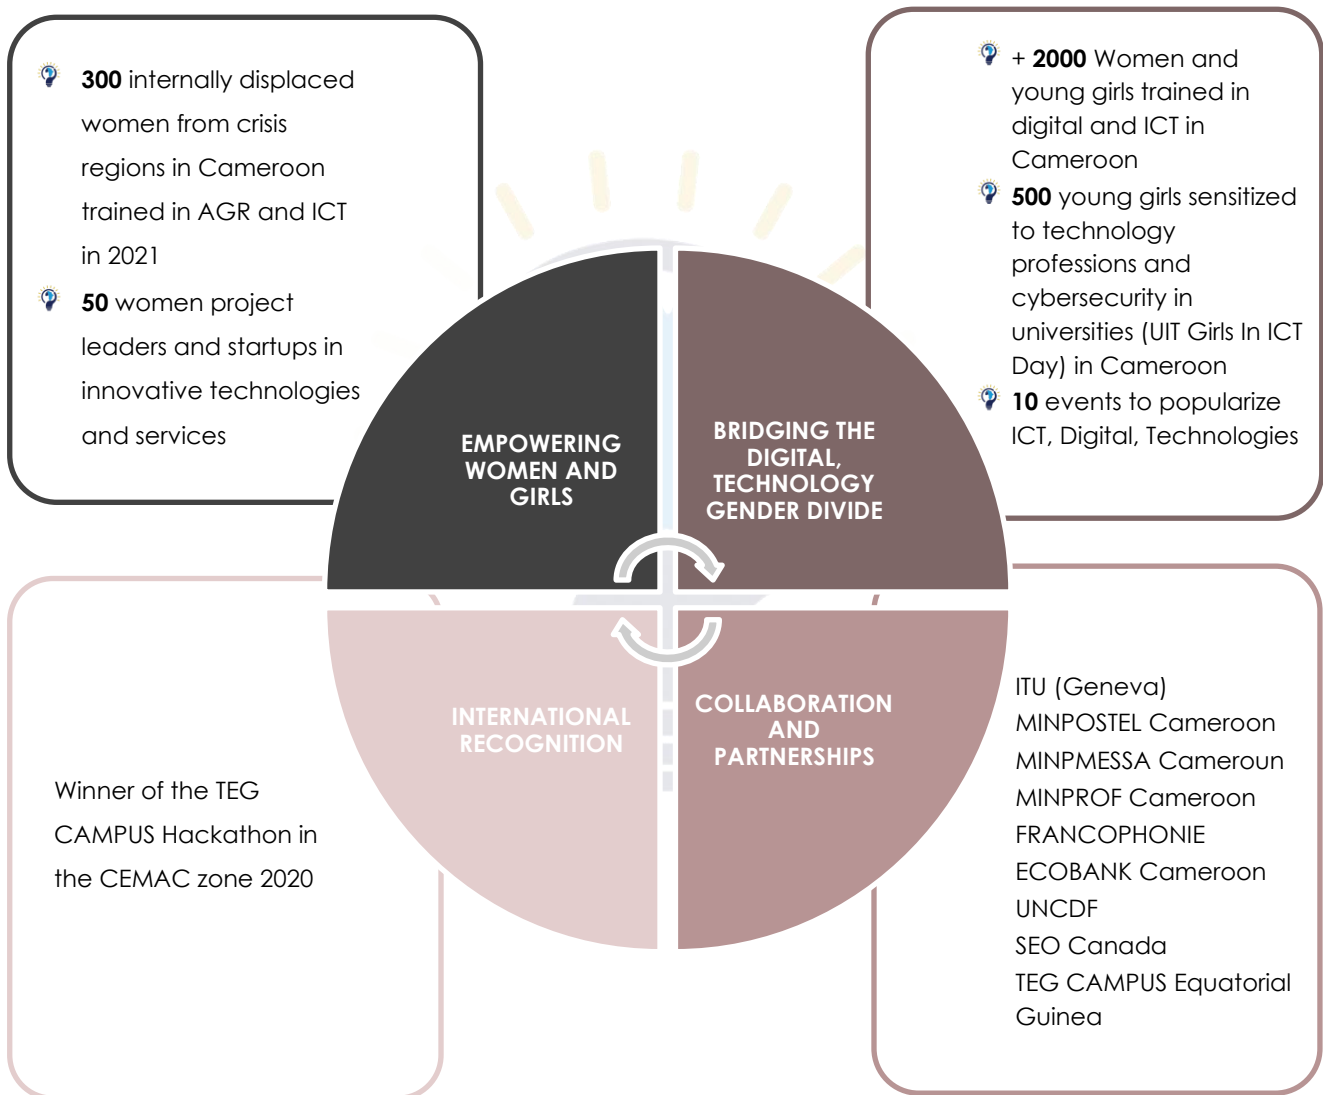 300 internally displaced
women from crisis
regions in Cameroon
trained in AGR and ICT
in 2021
50 women project
leaders and startups in
innovative technologies
and services
+ 2000 Women and
young girls trained in
digital and ICT in
Cameroon
500 young girls sensitized
to technology
professions and
cybersecurity in
universities (UIT Girls In ICT
Day) in Cameroon
10 events to popularize
ICT, Digital, Technologies
EMPOWERING
WOMEN AND
GIRLS
BRIDGING THE
DIGITAL,
TECHNOLOGY
GENDER DIVIDE
INTERNATIONAL
RECOGNITION
COLLABORATION
AND
PARTNERSHIPS
Winner of the TEG
CAMPUS Hackathon in
the CEMAC zone 2020
ITU (Geneva)
MINPOSTEL Cameroon
MINPMESSA Cameroun
MINPROF Cameroon
FRANCOPHONIE
ECOBANK Cameroon
UNCDF
SEO Canada
TEG CAMPUS Equatorial
Guinea